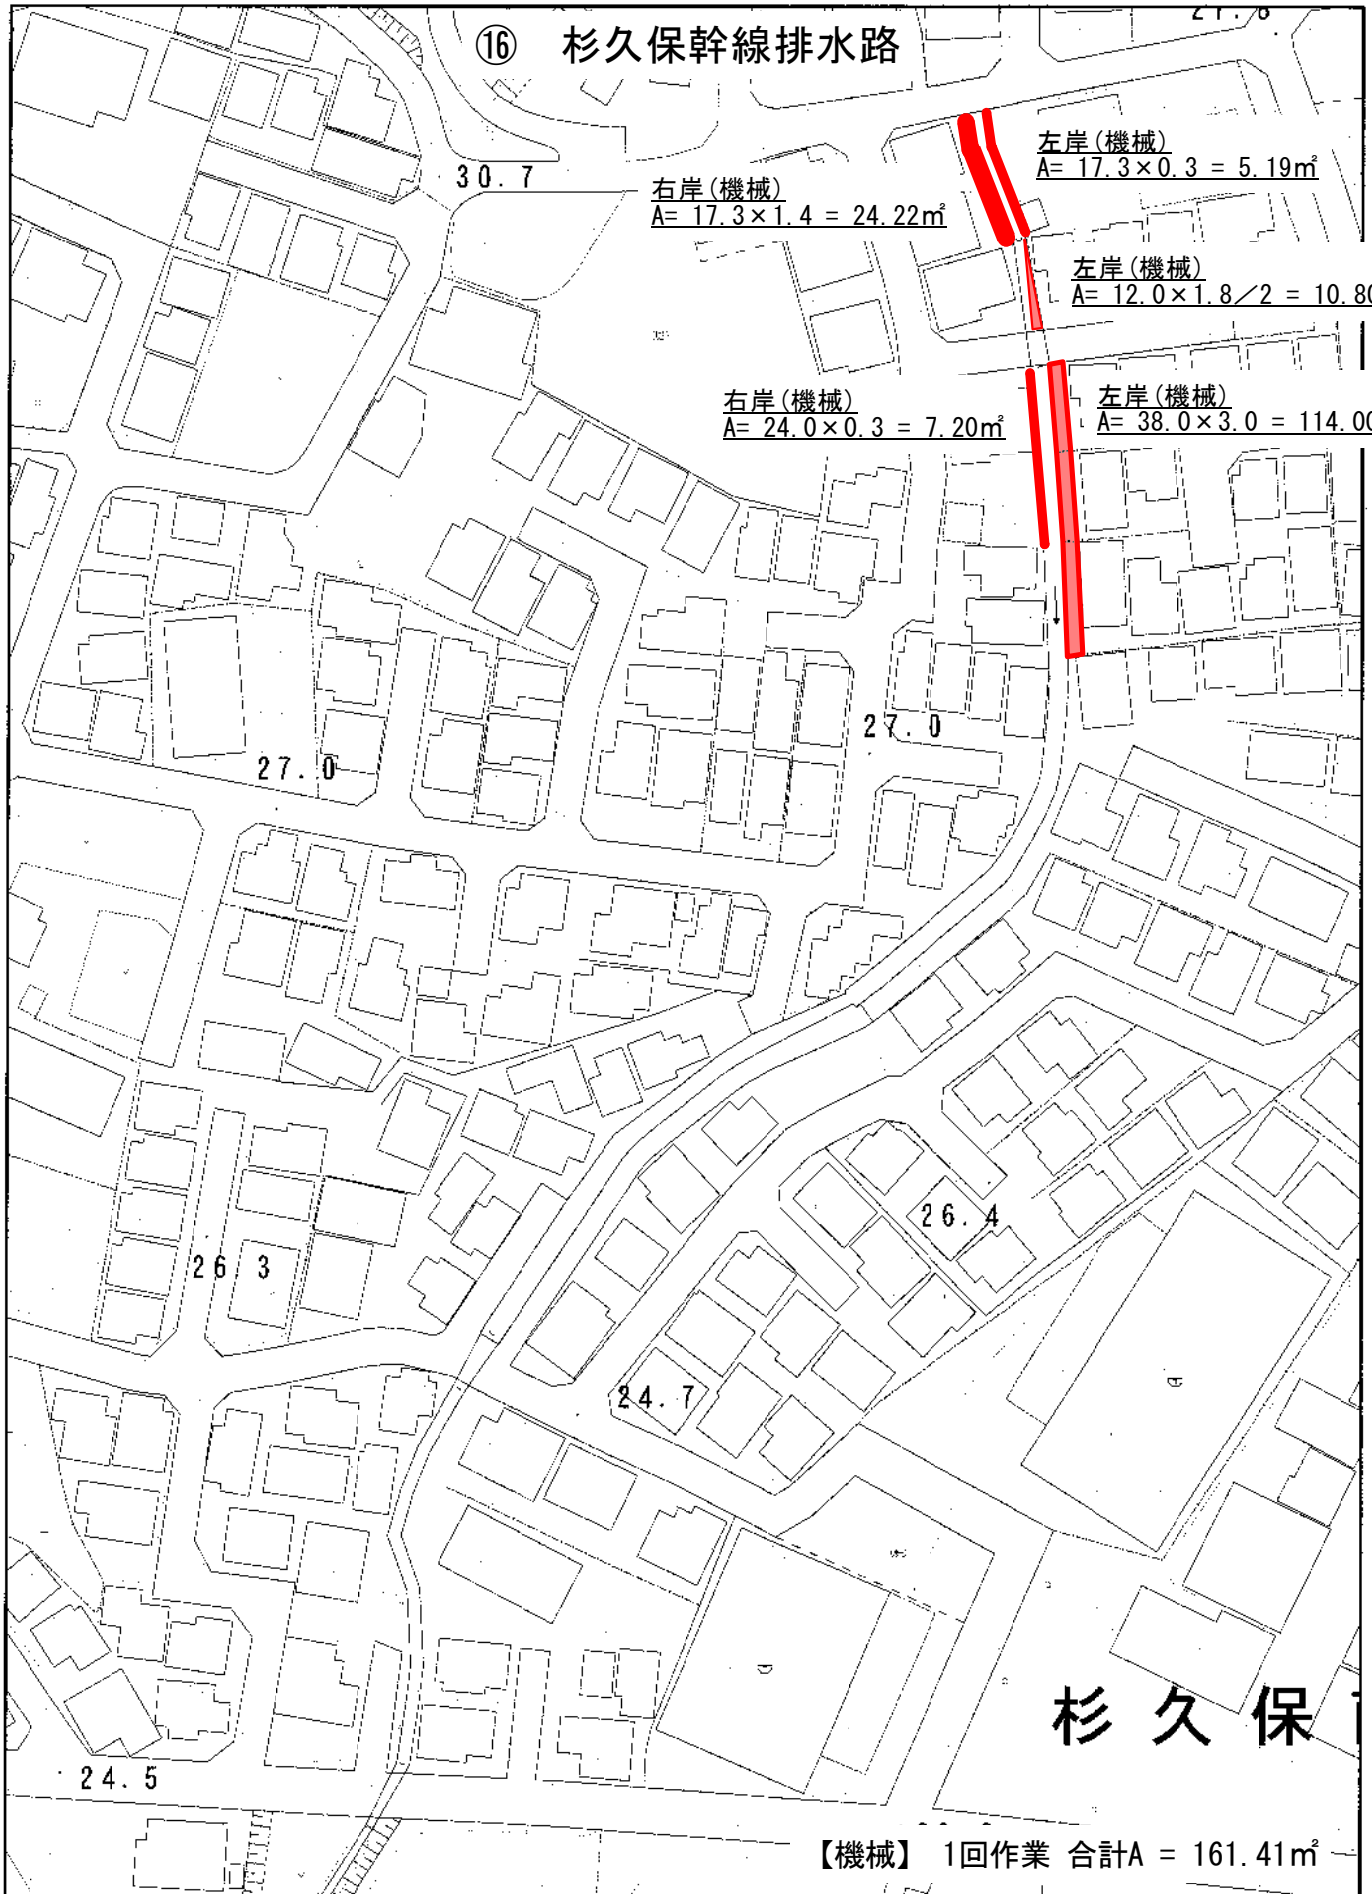 ⑯ 杉久保幹線排水路
左岸(機械)
A= 17.3×0.3 = 5.19㎡
30.7
右岸(機械)
A= 17.3×1.4 = 24.22㎡
左岸(機械)
A= 12.0×1.8／2 = 10.80
右岸(機械)
A= 24.0×0.3 = 7.20㎡
左岸(機械)
A= 38.0×3.0 = 114.00
27.0
27.0
26.4
26 3
24.7
杉久保
24.5
【機械】 1回作業 合計A = 161.41㎡